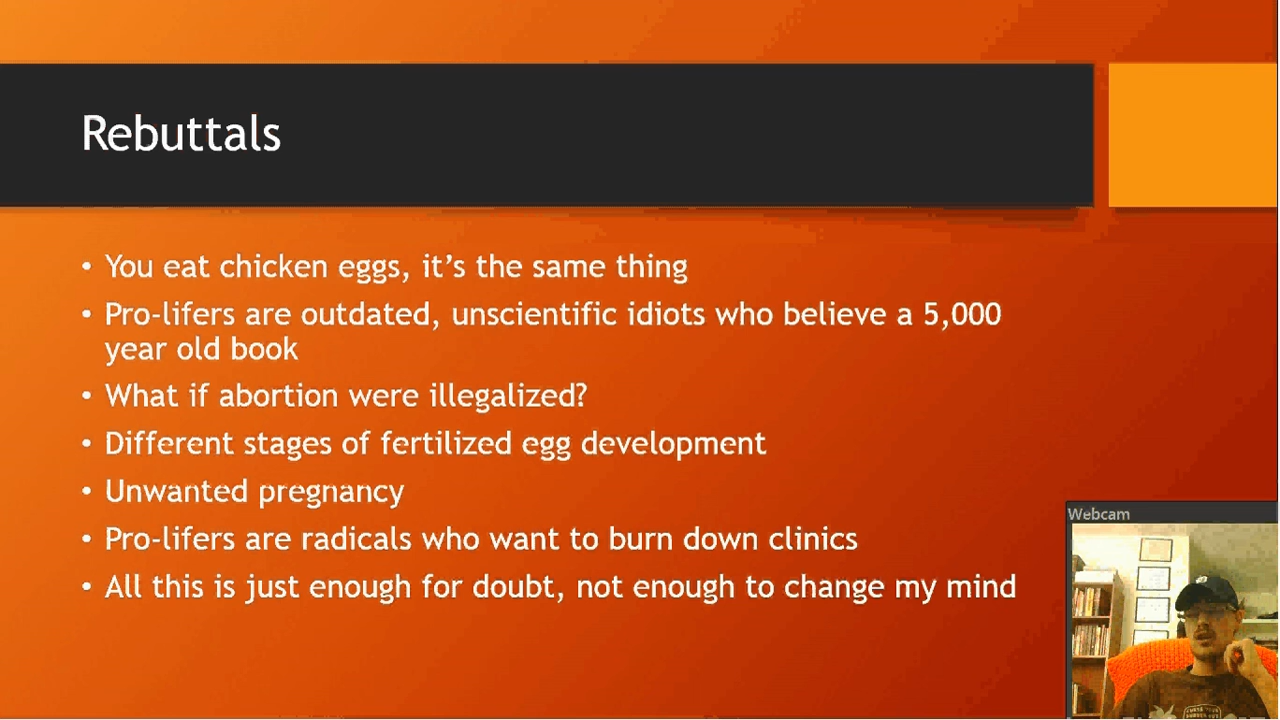 Rebuttals
• You eat chicken eggs, it's the same thing
• Pro-lifers are outdated, unscientific idiots who believe a 5,000
year old book
• What if abortion were illegalized?
• Different stages of fertilized egg development
• Unwanted pregnancy
• Pro-lifers are radicals who want to burn down clinics
• All this is just enough for doubt, not enough to change my mind
Webcam